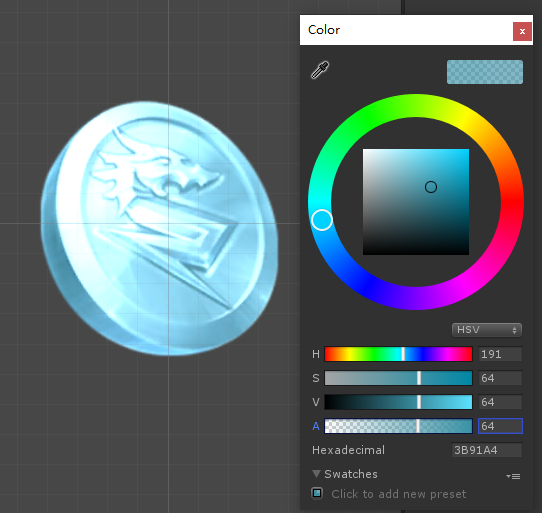 Color
x
HSV
H 191
S 64
V 64
A 64
Hexadecimal 3B91A4
Swatches
Click to add new preset